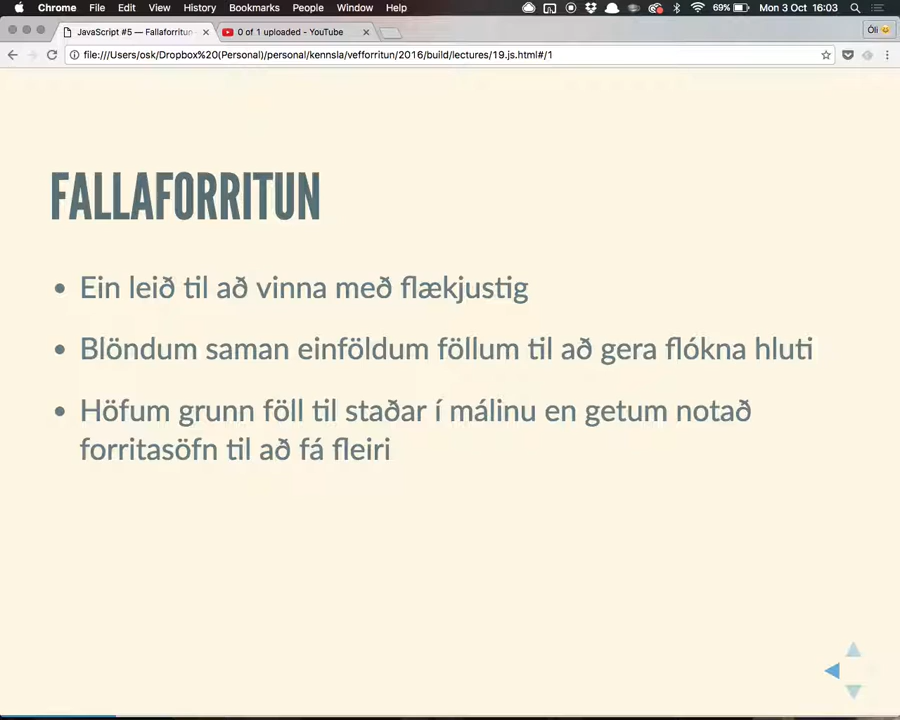 Chrome File Edit View History Bookmarks People Window Help 69% Mon 3 Oct 16:03
JavaScript #5 — Fallaforritun 0 of 1 uploaded - YouTube Óli
file:///Users/osk/Dropbox%20(Personal)/personal/kennsla/vefforritun/2016/build/lectures/19.js.html#/1
FALLAFORRITUN
• Ein leið til að vinna með flækjustig
• Blöndum saman einföldum föllum til að gera flókna hluti
• Höfum grunn föll til staðar í málinu en getum notað
forritasöfn til að fá fleiri